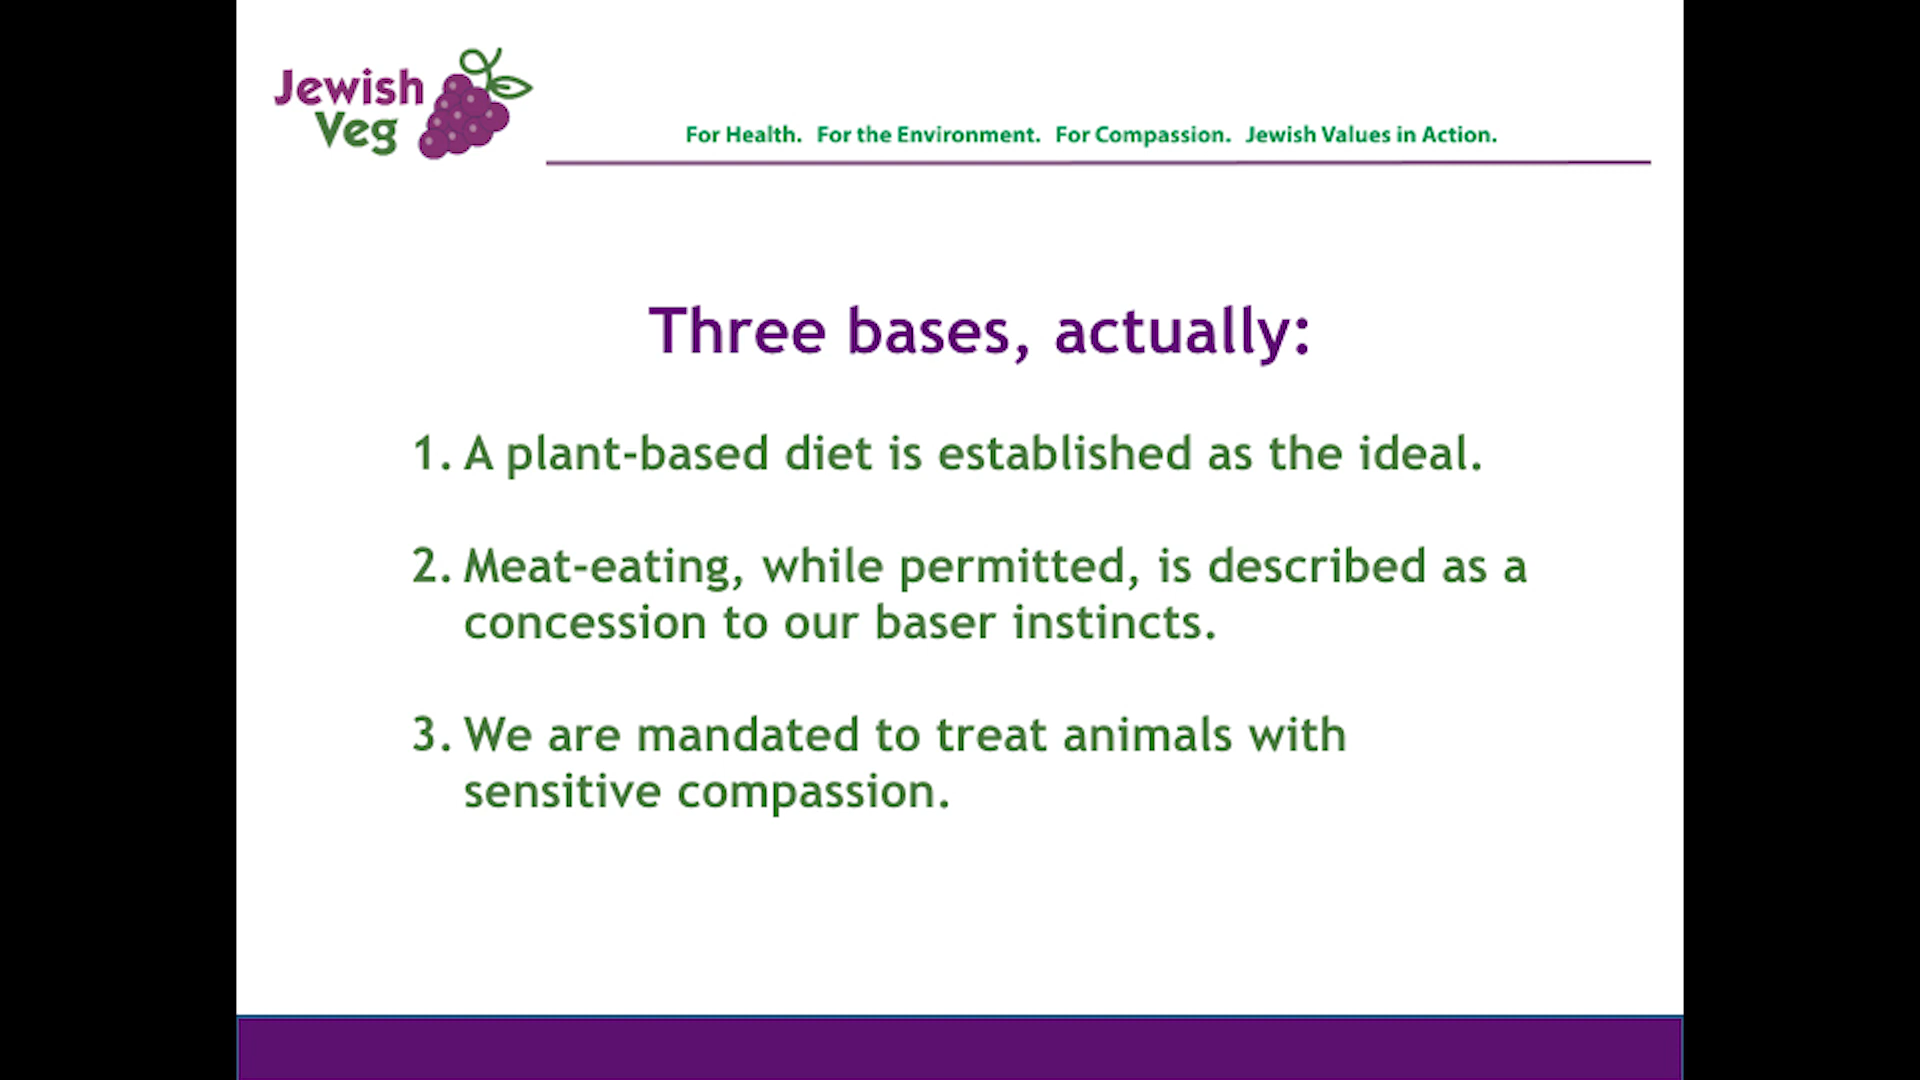 Jewish
Veg
For Health. For the Environment. For Compassion. Jewish Values in Action.
Three bases, actually:
1. A plant-based diet is established as the ideal.
2. Meat-eating, while permitted, is described as a
concession to our baser instincts.
3. We are mandated to treat animals with
sensitive compassion.